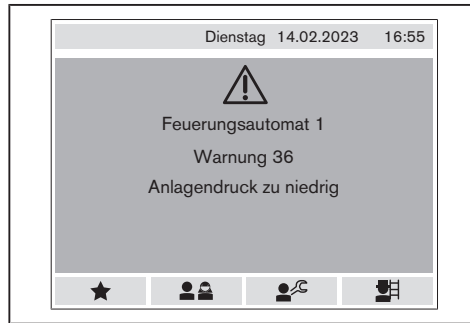 Dienstag 14.02.2023 16:55
Feuerungsautomat 1
Warnung 36
Anlagendruck zu niedrig